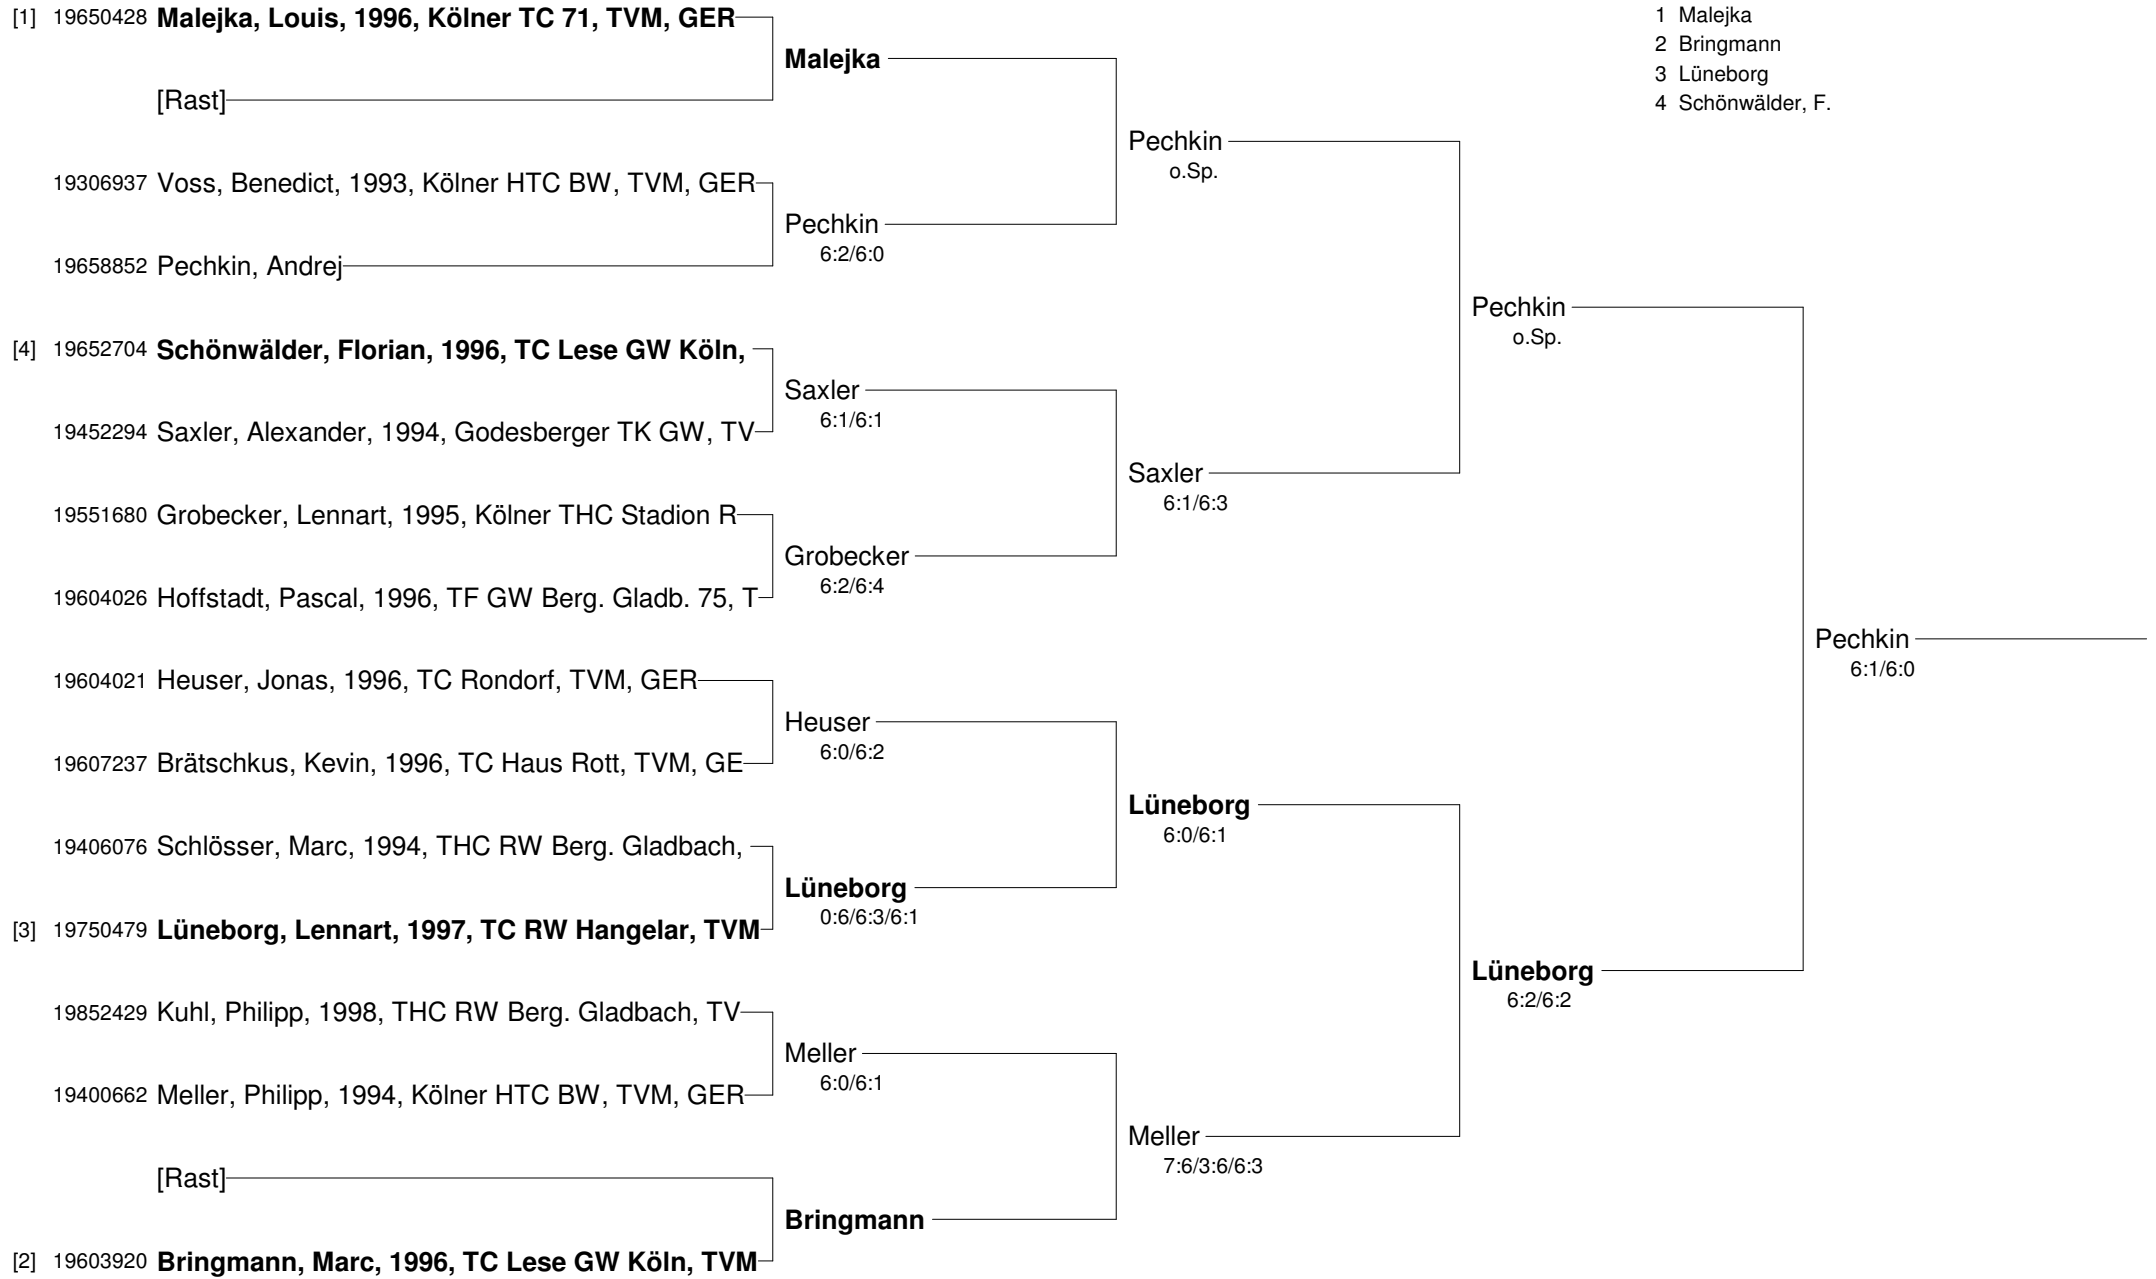 [1] 19650428 Malejka, Louis, 1996, Kölner TC 71, TVM, GER
[Rast]
19306937 Voss, Benedict, 1993, Kölner HTC BW, TVM, GER
19658852 Pechkin, Andrej
[4] 19652704 Schönwälder, Florian, 1996, TC Lese GW Köln,
19452294 Saxler, Alexander, 1994, Godesberger TK GW, TV
19551680 Grobecker, Lennart, 1995, Kölner THC Stadion R
19604026 Hoffstadt, Pascal, 1996, TF GW Berg. Gladb. 75, T
19604021 Heuser, Jonas, 1996, TC Rondorf, TVM, GER
19607237 Brätschkus, Kevin, 1996, TC Haus Rott, TVM, GE
19406076 Schlösser, Marc, 1994, THC RW Berg. Gladbach,
[3] 19750479 Lüneborg, Lennart, 1997, TC RW Hangelar, TVM
19852429 Kuhl, Philipp, 1998, THC RW Berg. Gladbach, TV
19400662 Meller, Philipp, 1994, Kölner HTC BW, TVM, GER
[Rast]
[2] 19603920 Bringmann, Marc, 1996, TC Lese GW Köln, TVM
Malejka
Pechkin
6:2/6:0
Saxler
6:1/6:1
Grobecker
6:2/6:4
Heuser
6:0/6:2
Lüneborg
0:6/6:3/6:1
Meller
6:0/6:1
Bringmann
Pechkin
o.Sp.
Saxler
6:1/6:3
Lüneborg
6:0/6:1
Meller
7:6/3:6/6:3
Pechkin
o.Sp.
Lüneborg
6:2/6:2
Pechkin
6:1/6:0
1 Malejka
2 Bringmann
3 Lüneborg
4 Schönwälder, F.